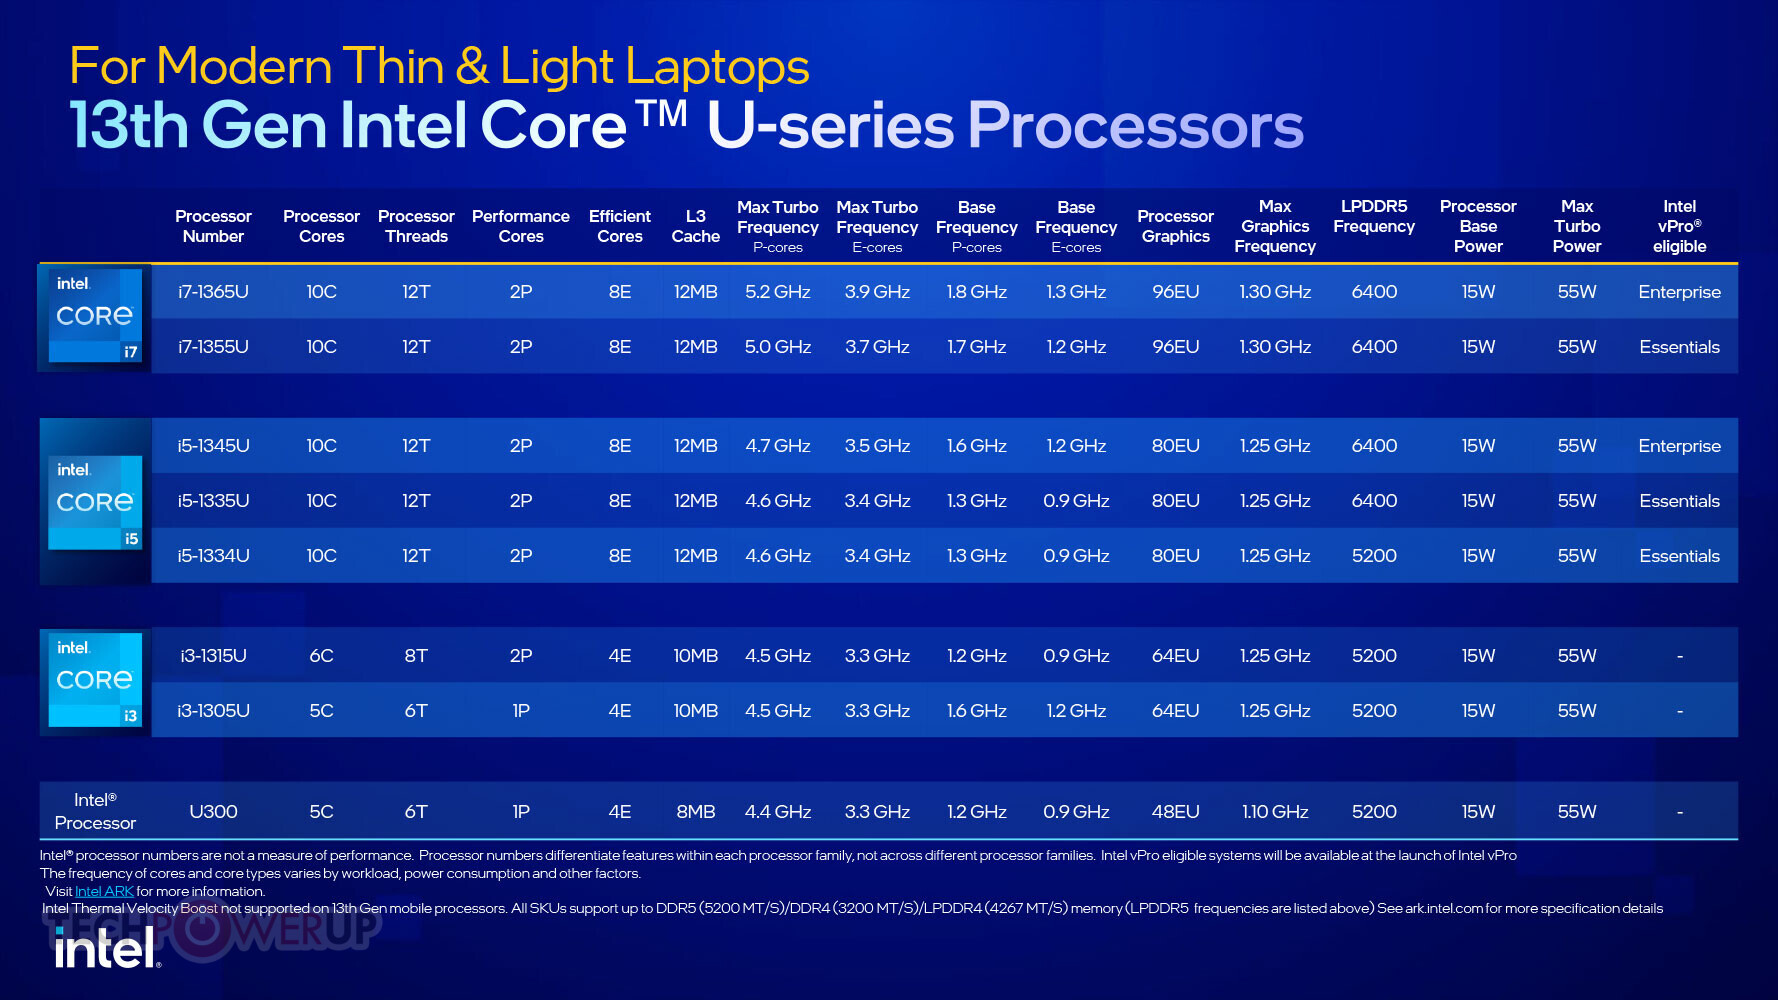 For Modern Thin & Light Laptops
13th Gen Intel Core™ U-series Processors
Processor Number Processor Cores Processor Threads Performance Cores Efficient Cores L3 Cache Max Turbo Frequency P-cores Max Turbo Frequency E-cores Base Frequency P-cores Base Frequency E-cores Processor Graphics Max Graphics Frequency LPDDR5 Frequency Processor Base Power Max Turbo Power Intel vPro® eligible
intel. CORE i7
i7-1365U 10C 12T 2P 8E 12MB 5.2 GHz 3.9 GHz 1.8 GHz 1.3 GHz 96EU 1.30 GHz 6400 15W 55W Enterprise
i7-1355U 10C 12T 2P 8E 12MB 5.0 GHz 3.7 GHz 1.7 GHz 1.2 GHz 96EU 1.30 GHz 6400 15W 55W Essentials
intel. CORE i5
i5-1345U 10C 12T 2P 8E 12MB 4.7 GHz 3.5 GHz 1.6 GHz 1.2 GHz 80EU 1.25 GHz 6400 15W 55W Enterprise
i5-1335U 10C 12T 2P 8E 12MB 4.6 GHz 3.4 GHz 1.3 GHz 0.9 GHz 80EU 1.25 GHz 6400 15W 55W Essentials
i5-1334U 10C 12T 2P 8E 12MB 4.6 GHz 3.4 GHz 1.3 GHz 0.9 GHz 80EU 1.25 GHz 5200 15W 55W Essentials
intel. CORE i3
i3-1315U 6C 8T 2P 4E 10MB 4.5 GHz 3.3 GHz 1.2 GHz 0.9 GHz 64EU 1.25 GHz 5200 15W 55W -
i3-1305U 5C 6T 1P 4E 10MB 4.5 GHz 3.3 GHz 1.6 GHz 1.2 GHz 64EU 1.25 GHz 5200 15W 55W -
Intel® Processor U300 5C 6T 1P 4E 8MB 4.4 GHz 3.3 GHz 1.2 GHz 0.9 GHz 48EU 1.10 GHz 5200 15W 55W -
Intel® processor numbers are not a measure of performance. Processor numbers differentiate features within each processor family, not across different processor families. Intel vPro eligible systems will be available at the launch of Intel vPro
The frequency of cores and core types varies by workload, power consumption and other factors.
Visit Intel ARK for more information.
Intel Thermal Velocity Boost not supported on 13th Gen mobile processors. All SKUs support up to DDR5 (5200 MT/S)/DDR4 (3200 MT/S)/LPDDR4 (4267 MT/S) memory (LPDDR5 frequencies are listed above) See ark.intel.com for more specification details
TECHPOWERUP
intel®